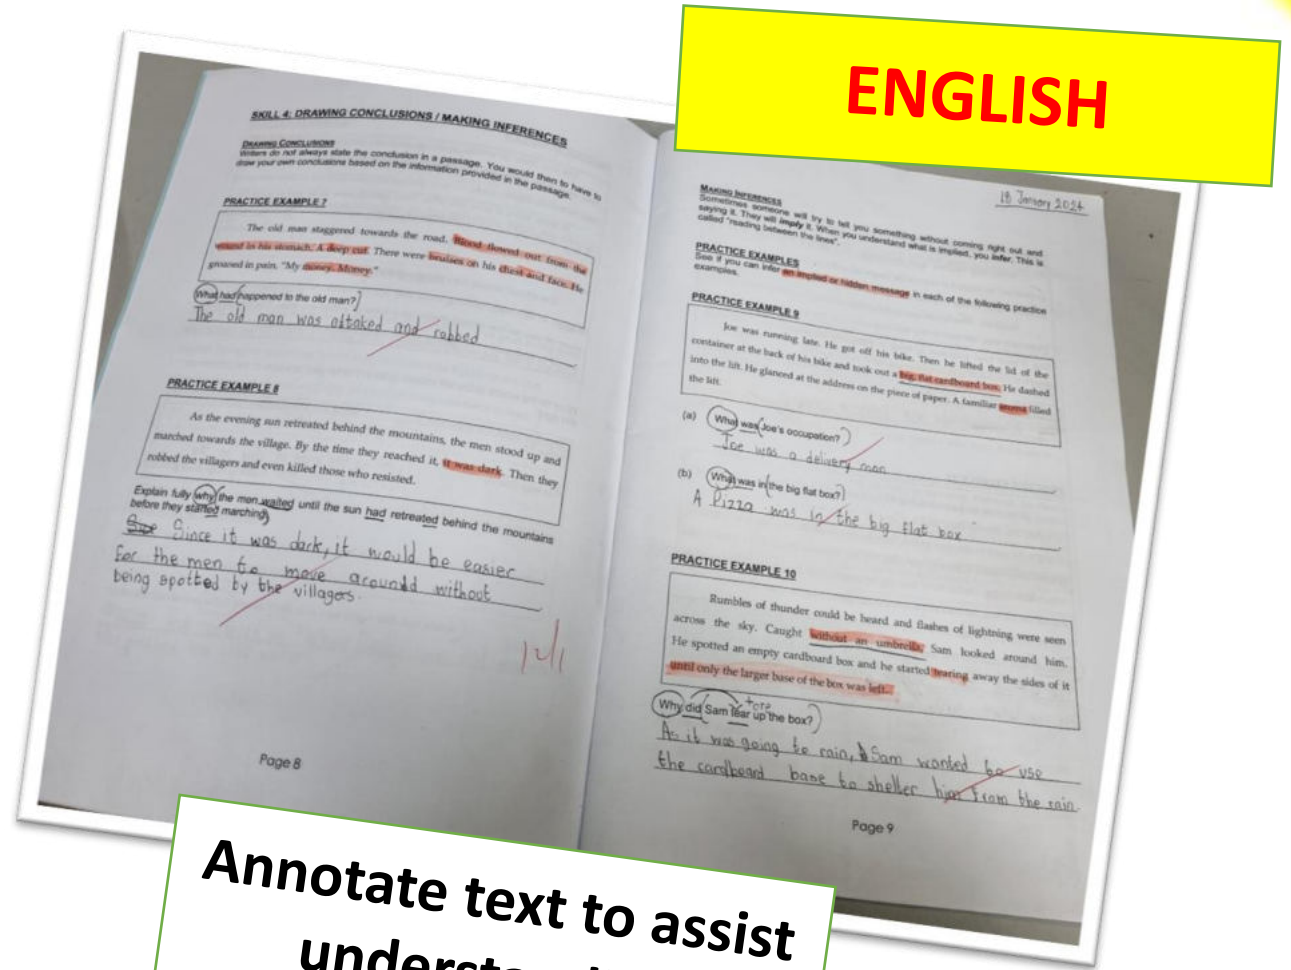 ENGLISH
SKILL 4: DRAWING CONCLUSIONS / MAKING INFERENCES
DRAWING CONCLUSIONS
Writers do not always state the conclusion in a passage. You would then to have to
draw your own conclusions based on the information provided in the passage.
PRACTICE EXAMPLE 7
The old man staggered towards the road. Blood flowed out from the
wound in his stomach. A deep cut. There were bruises on his chest and face. He
groaned in pain. "My money. Money."
What had happened to the old man?
The old man was attaked and robbed
PRACTICE EXAMPLE 8
As the evening sun retreated behind the mountains, the men stood up and
marched towards the village. By the time they reached it, it was dark. Then they
robbed the villagers and even killed those who resisted.
Explain fully why the men waited until the sun had retreated behind the mountains
before they started marching.
Since it was dark, it would be easier
for the men to move around without
being spotted by the villagers.
12/1
Page 8
18 January 2024
MAKING INFERENCES
Sometimes someone will try to tell you something without coming right out and
saying it. They will imply it. When you understand what is implied, you infer. This is
called "reading between the lines".
PRACTICE EXAMPLES
See if you can infer an implied or hidden message in each of the following practice
examples.
PRACTICE EXAMPLE 9
Joe was running late. He got off his bike. Then he lifted the lid of the
container at the back of his bike and took out a big, flat cardboard box. He dashed
into the lift. He glanced at the address on the piece of paper. A familiar aroma filled
the lift.
(a) What was Joe's occupation?
Joe was a delivery man
(b) What was in the big flat box?
A Pizza was in the big flat box
PRACTICE EXAMPLE 10
Rumbles of thunder could be heard and flashes of lightning were seen
across the sky. Caught without an umbrella, Sam looked around him.
He spotted an empty cardboard box and he started tearing away the sides of it
until only the larger base of the box was left.
tore
Why did Sam tear up the box?
As it was going to rain, Sam wanted to use
the cardboard base to shelter him from the rain.
Page 9
Annotate text to assist